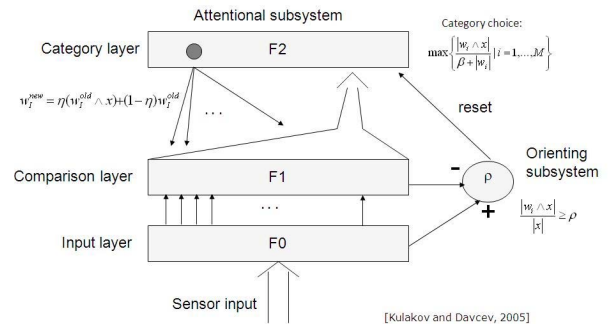 Attentional subsystem
Category choice:
max{|w_i ∧ x| / (β + |w_i|) | i = 1,...,M}
Category layer
F2
w_I^new = η(w_I^old ∧ x) + (1 − η)w_I^old
...
reset
Orienting
subsystem
Comparison layer
F1
-
ρ
+
|w_i ∧ x| / |x| ≥ ρ
...
Input layer
F0
Sensor input
[Kulakov and Davcev, 2005]